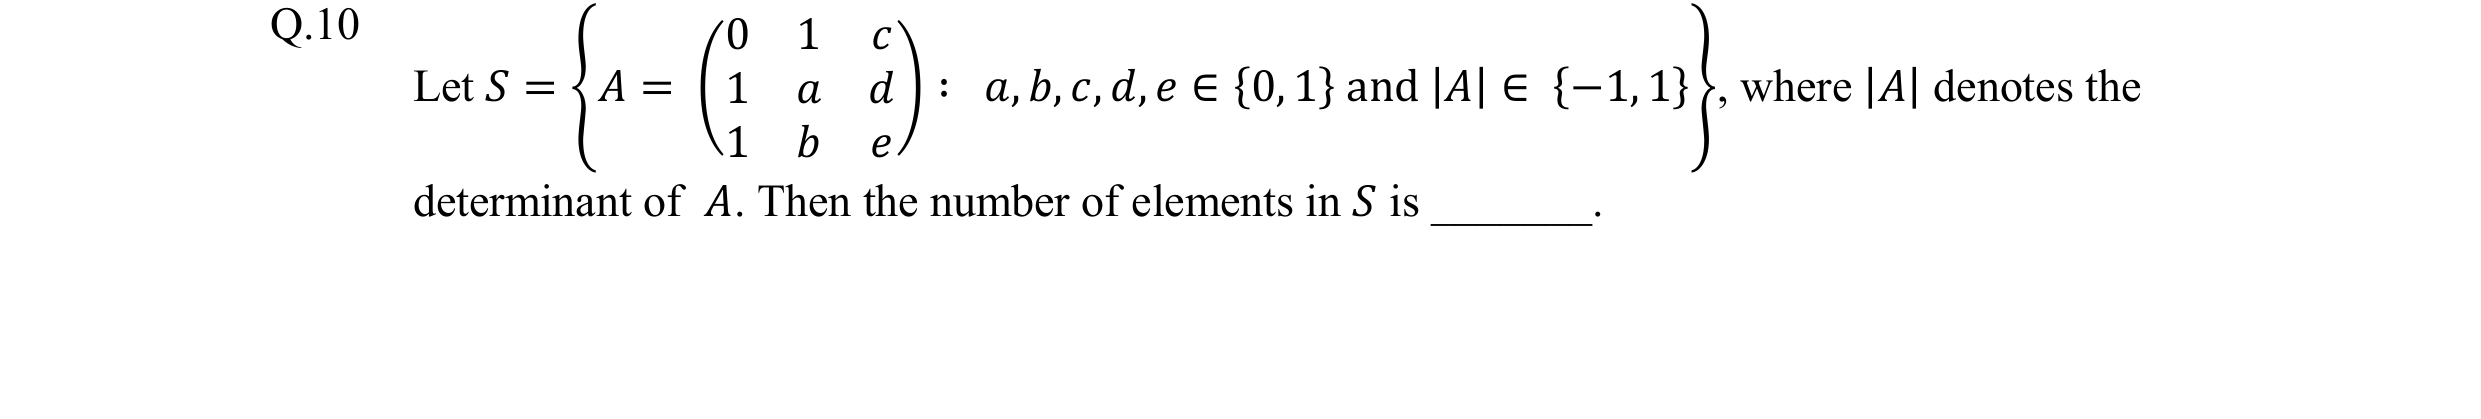 Q.10
Let S = { A = ( 0 1 c
1 a d
1 b e ) : a, b, c, d, e ∈ {0, 1} and |A| ∈ {−1, 1} }, where |A| denotes the
determinant of A. Then the number of elements in S is ________.